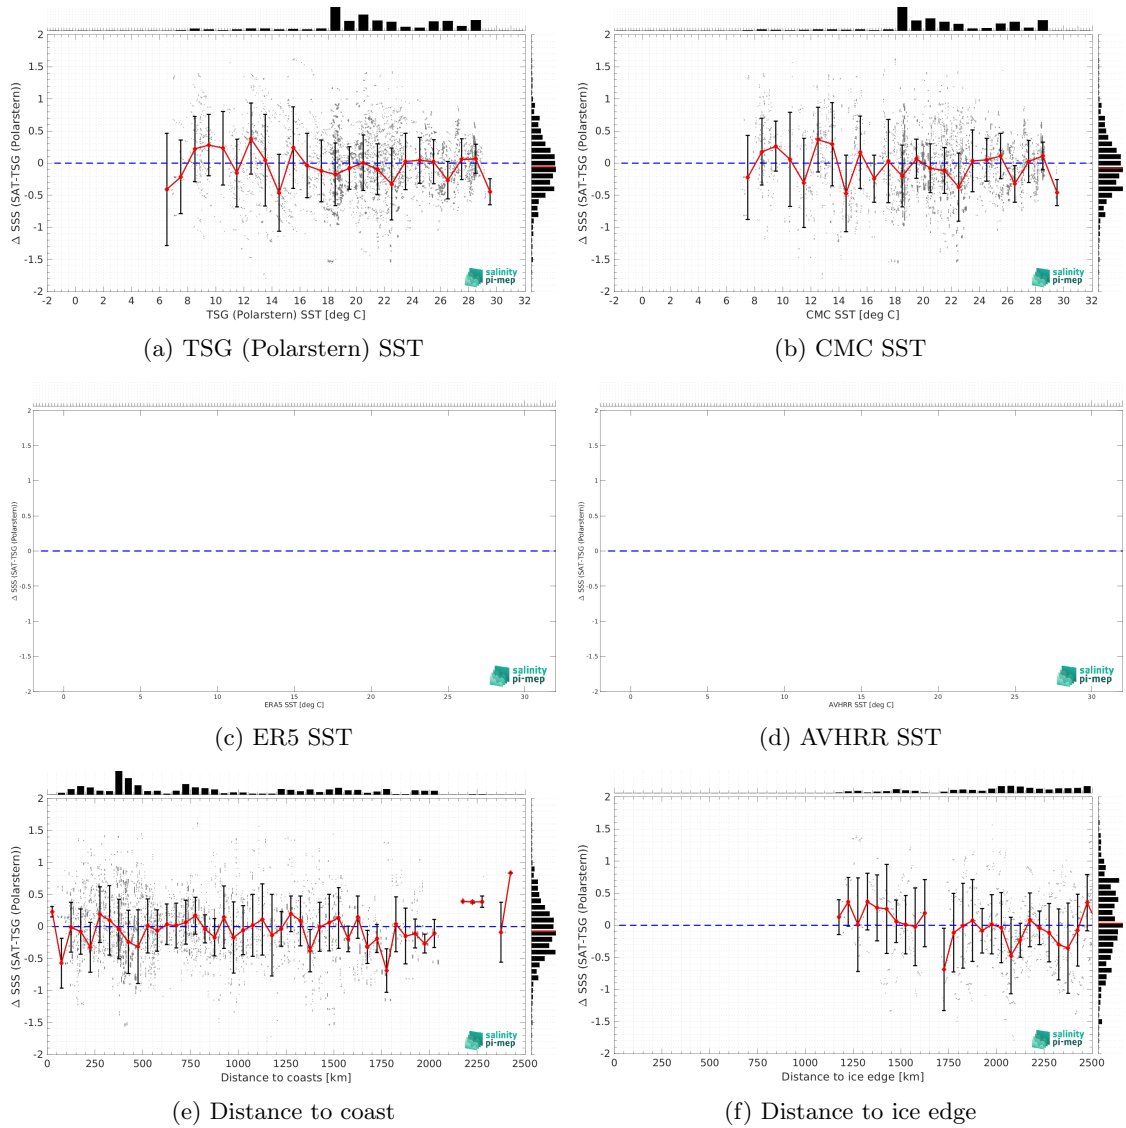 2
1.5
1
0.5
0
-0.5
-1
-1.5
-2
-2 0 2 4 6 8 10 12 14 16 18 20 22 24 26 28 30 32
Δ SSS (SAT-TSG (Polarstern))
TSG (Polarstern) SST [deg C]
salinity
pi-mep
(a) TSG (Polarstern) SST
2
1.5
1
0.5
0
-0.5
-1
-1.5
-2
-2 0 2 4 6 8 10 12 14 16 18 20 22 24 26 28 30 32
Δ SSS (SAT-TSG (Polarstern))
CMC SST [deg C]
salinity
pi-mep
(b) CMC SST
2
1.5
1
0.5
0
-0.5
-1
-1.5
-2
0 5 10 15 20 25 30
Δ SSS (SAT-TSG (Polarstern))
ERA5 SST [deg C]
salinity
pi-mep
(c) ER5 SST
2
1.5
1
0.5
0
-0.5
-1
-1.5
-2
0 5 10 15 20 25 30
Δ SSS (SAT-TSG (Polarstern))
AVHRR SST [deg C]
salinity
pi-mep
(d) AVHRR SST
2
1.5
1
0.5
0
-0.5
-1
-1.5
-2
0 250 500 750 1000 1250 1500 1750 2000 2250 2500
Δ SSS (SAT-TSG (Polarstern))
Distance to coasts [km]
salinity
pi-mep
(e) Distance to coast
2
1.5
1
0.5
0
-0.5
-1
-1.5
-2
0 250 500 750 1000 1250 1500 1750 2000 2250 2500
Δ SSS (SAT-TSG (Polarstern))
Distance to ice edge [km]
salinity
pi-mep
(f) Distance to ice edge